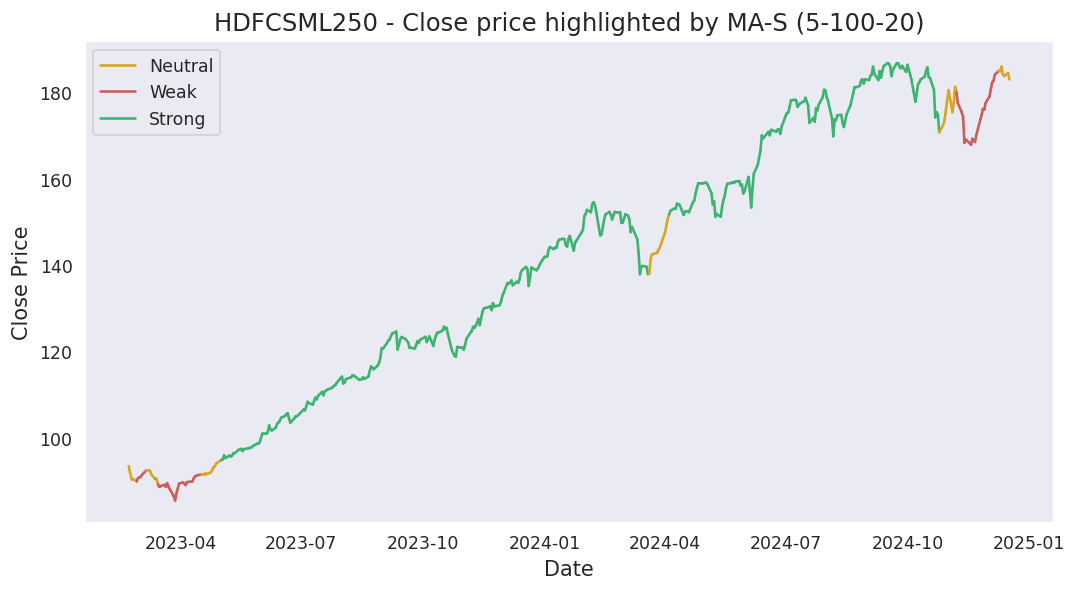 HDFCSML250 - Close price highlighted by MA-S (5-100-20)
Neutral
Weak
Strong
Close Price
180
160
140
120
100
2023-04
2023-07
2023-10
2024-01
2024-04
2024-07
2024-10
2025-01
Date